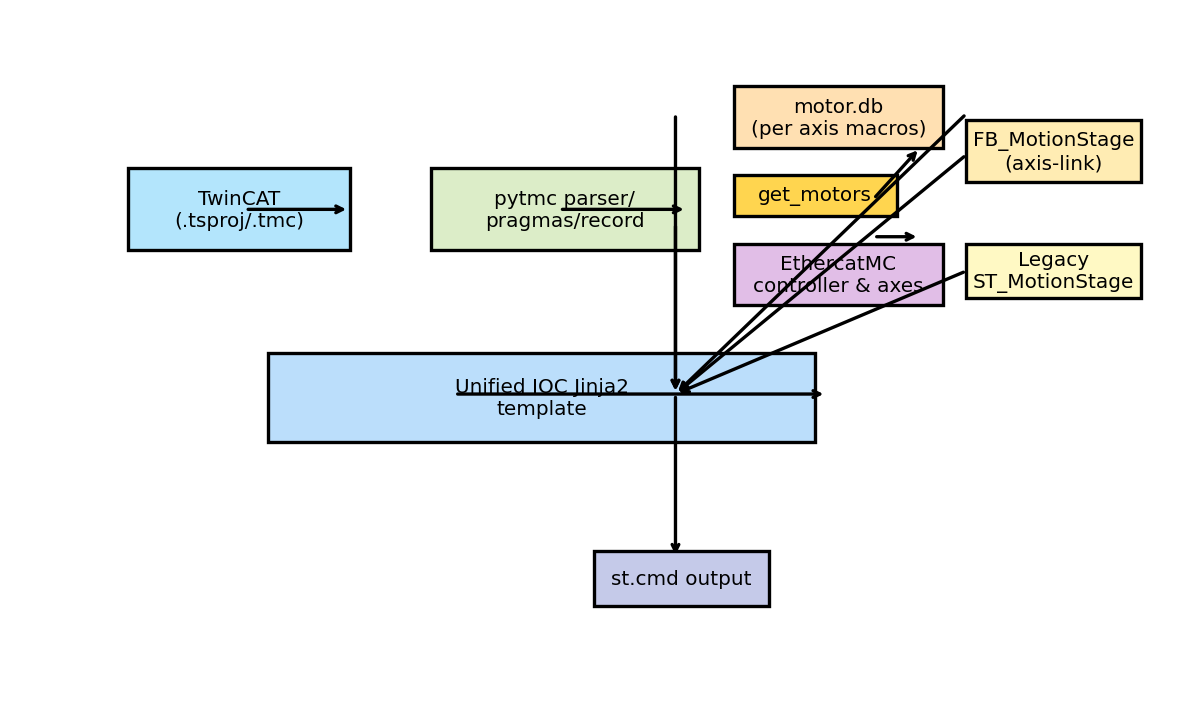 motor.db
(per axis macros)
FB_MotionStage
(axis-link)
TwinCAT
(.tsproj/.tmc)
pytmc parser/
pragmas/record
get_motors
EthercatMC
controller & axes
Legacy
ST_MotionStage
Unified IOC Jinja2
template
st.cmd output